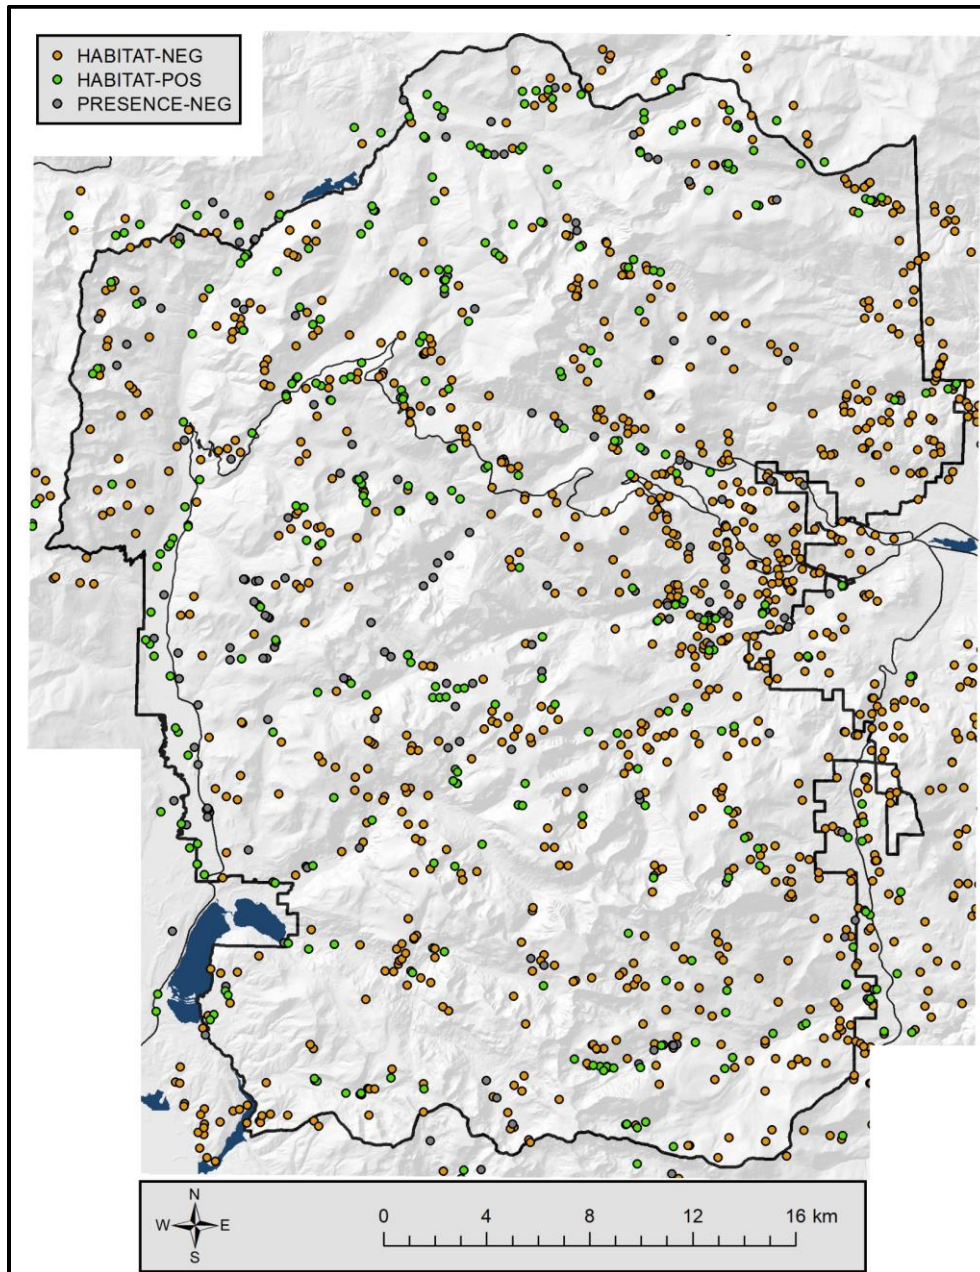 HABITAT-NEG
HABITAT-POS
PRESENCE-NEG
N
W E
S
0 4 8 12 16 km